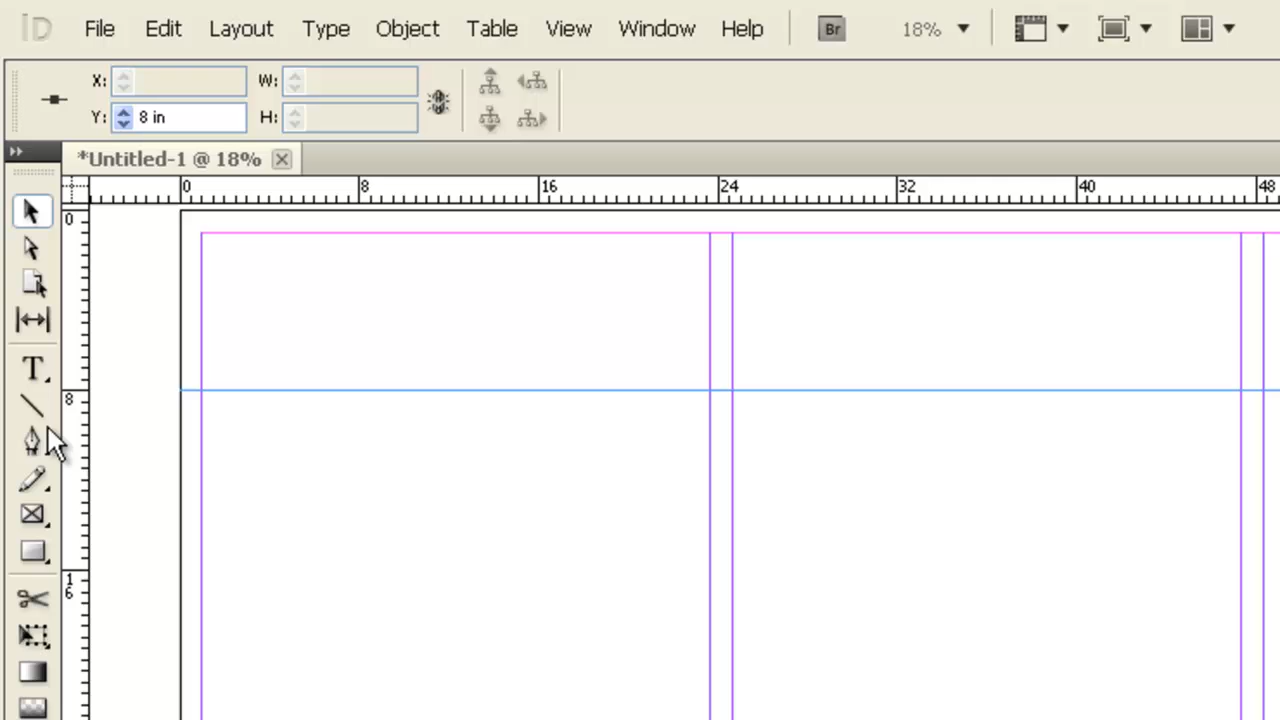 ID File Edit Layout Type Object Table View Window Help Br 18%
X: W:
Y: 8 in H:
*Untitled-1 @ 18%
0 8 16 24 32 40 48
0
8
1
6
T